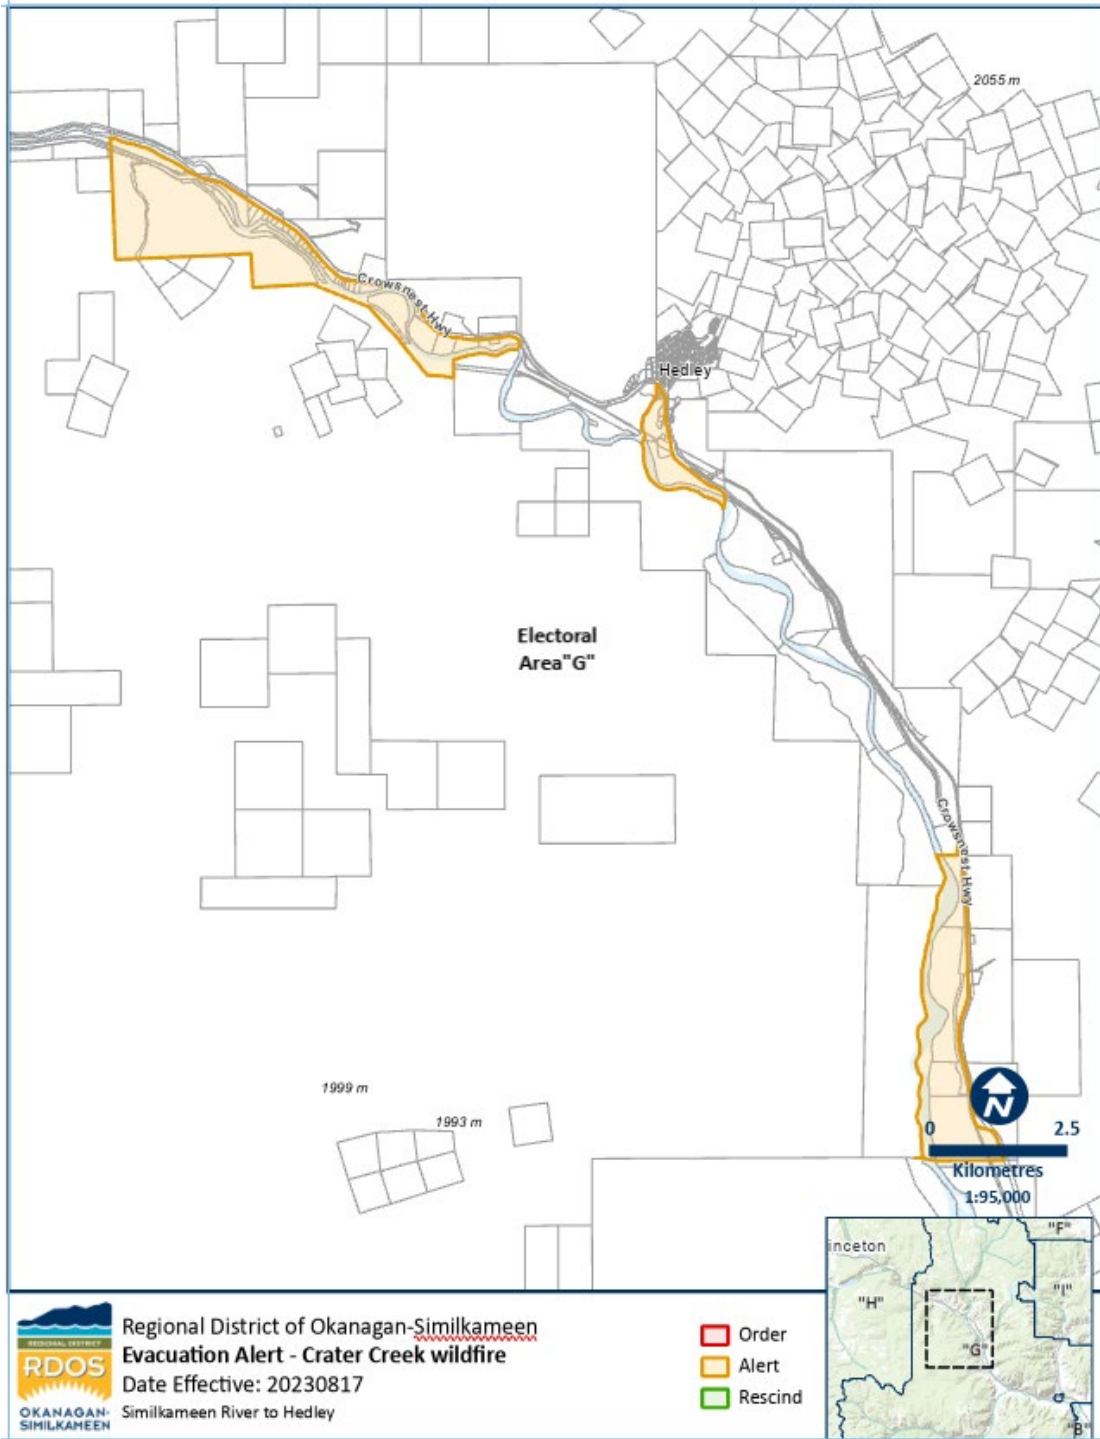 2055 m
Crowsnest Hwy
Hedley
Electoral
Area"G"
Crowsnest Hwy
1999 m
1993 m
N
0 2.5
Kilometres
1:95,000
inceton
"F"
"H"
"I"
"G"
"B"
REGIONAL DISTRICT
RDOS
OKANAGAN-
SIMILKAMEEN
Regional District of Okanagan-Similkameen
Evacuation Alert - Crater Creek wildfire
Date Effective: 20230817
Similkameen River to Hedley
Order
Alert
Rescind